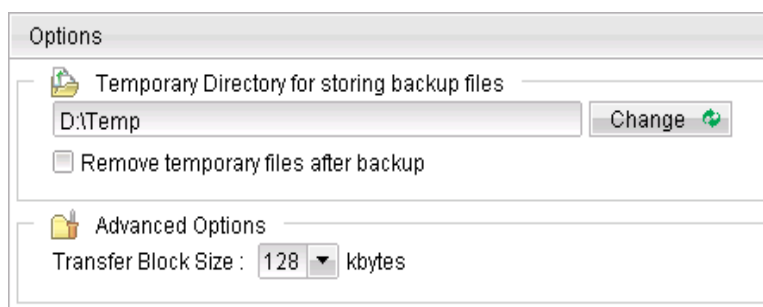 Options
Temporary Directory for storing backup files
D:\Temp
Change
Remove temporary files after backup
Advanced Options
Transfer Block Size : 128 kbytes